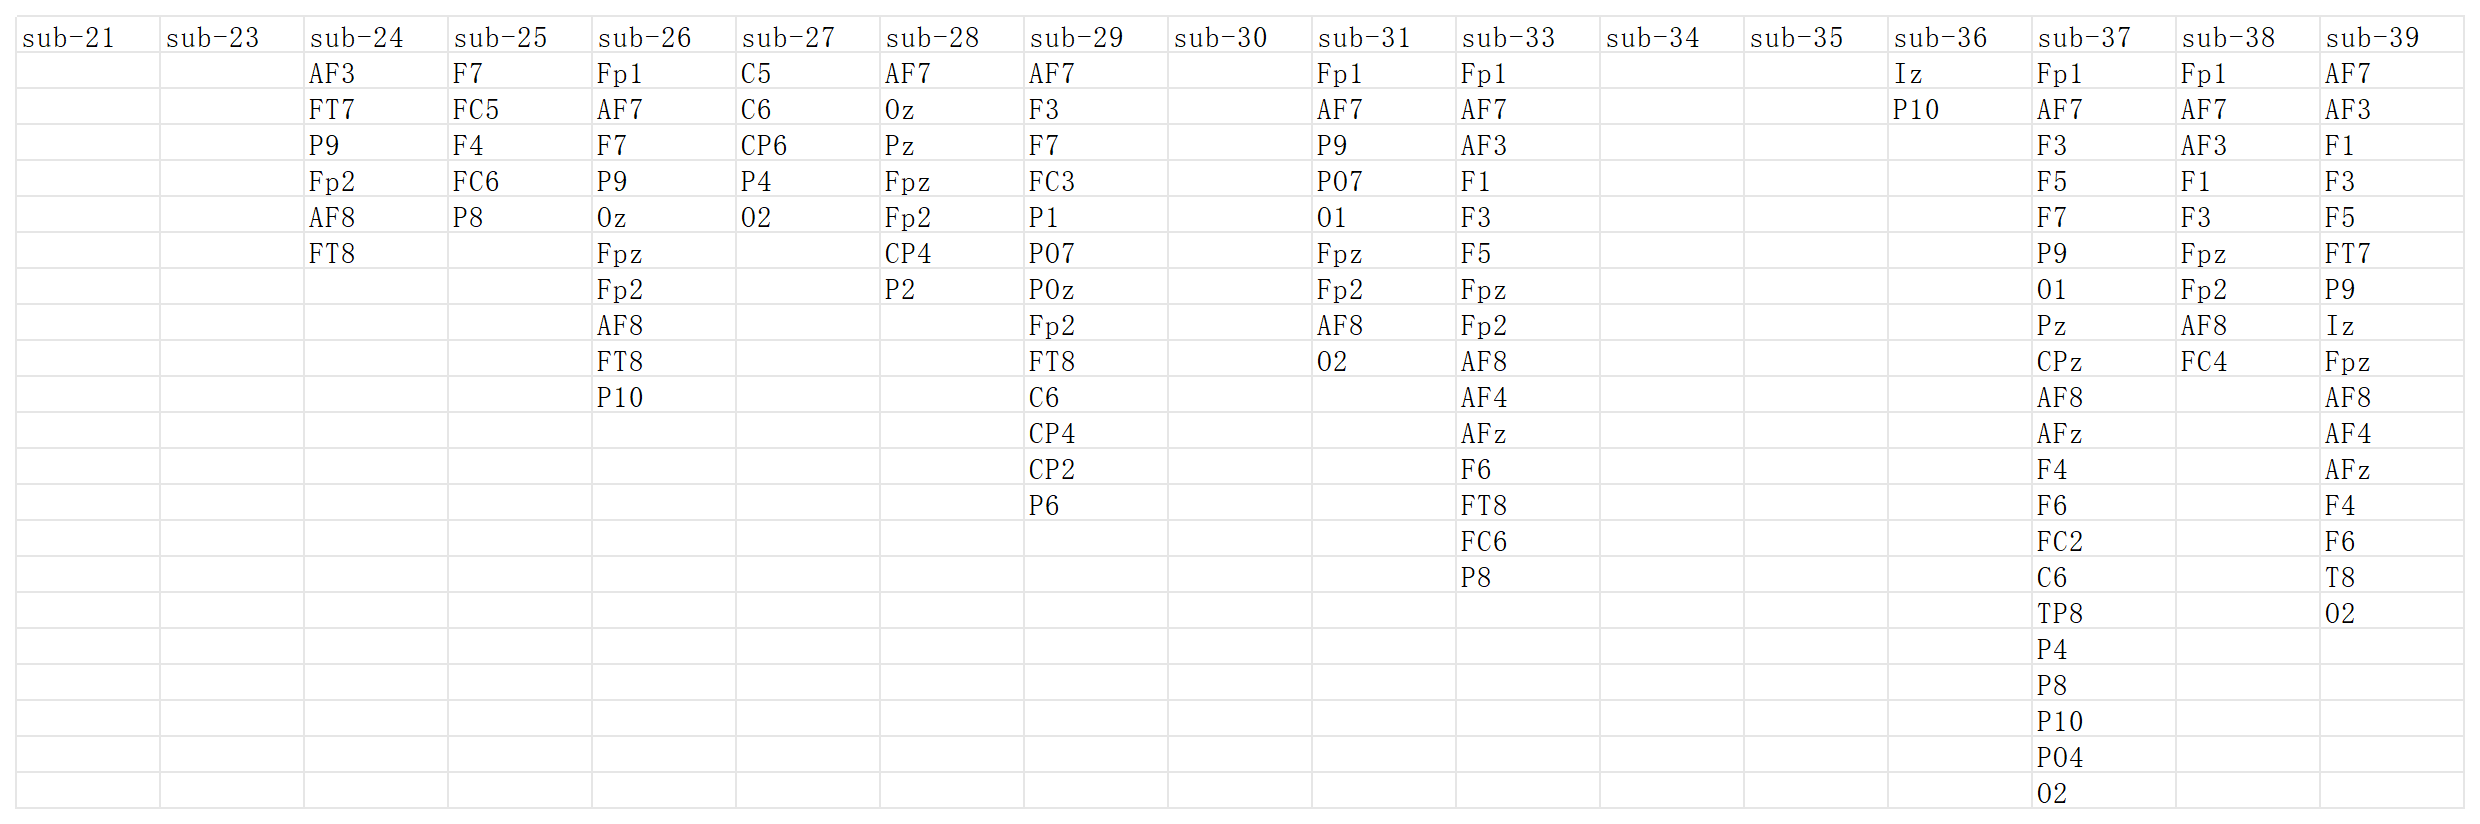 sub-21 sub-23 sub-24 sub-25 sub-26 sub-27 sub-28 sub-29 sub-30 sub-31 sub-33 sub-34 sub-35 sub-36 sub-37 sub-38 sub-39
AF3 F7 Fp1 C5 AF7 AF7 Fp1 Fp1 Iz Fp1 Fp1 AF7
FT7 FC5 AF7 C6 Oz F3 AF7 AF7 P10 AF7 AF7 AF3
P9 F4 F7 CP6 Pz F7 P9 AF3 F3 AF3 F1
Fp2 FC6 P9 P4 Fpz FC3 PO7 F1 F5 F1 F3
AF8 P8 Oz O2 Fp2 P1 O1 F3 F7 F3 F5
FT8 Fpz CP4 PO7 Fpz F5 P9 Fpz FT7
Fp2 P2 POz Fp2 Fpz O1 Fp2 P9
AF8 Fp2 AF8 Fp2 Pz AF8 Iz
FT8 FT8 O2 AF8 CPz FC4 Fpz
P10 C6 AF4 AF8 AF8
CP4 AFz AFz AF4
CP2 F6 F4 AFz
P6 FT8 F6 F4
FC6 FC2 F6
P8 C6 T8
TP8 O2
P4
P8
P10
PO4
O2